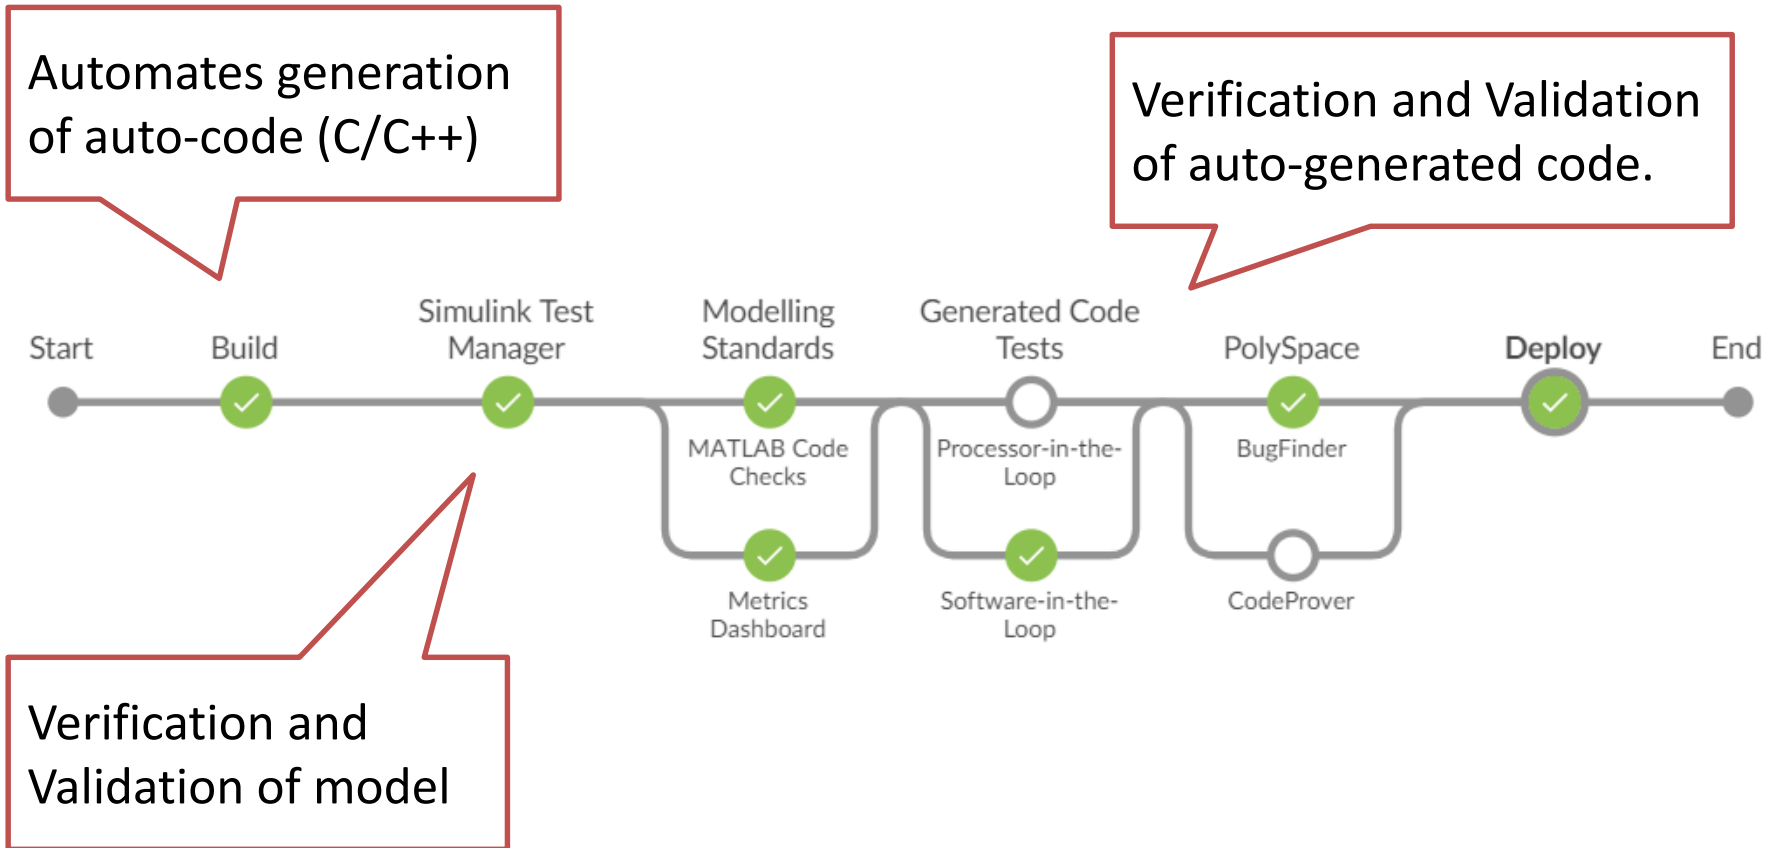 Automates generation
of auto-code (C/C++)
Verification and Validation
of auto-generated code.
Start
Build
Simulink Test
Manager
Modelling
Standards
Generated Code
Tests
PolySpace
Deploy
End
MATLAB Code
Checks
Processor-in-the-
Loop
BugFinder
Metrics
Dashboard
Software-in-the-
Loop
CodeProver
Verification and
Validation of model